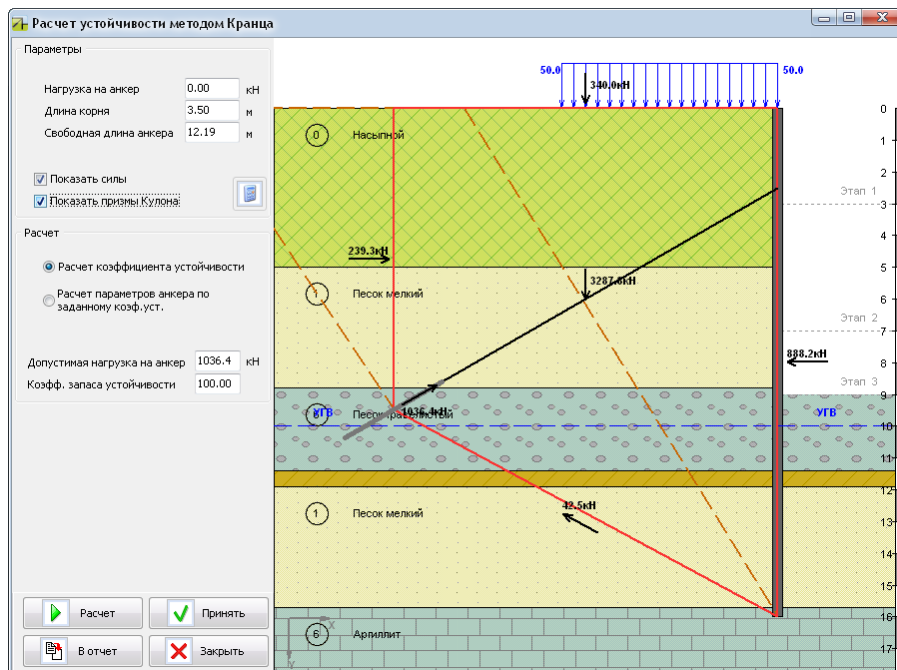 Расчет устойчивости методом Кранца
Параметры
Нагрузка на анкер 0.00 кН
Длина корня 3.50 м
Свободная длина анкера 12.19 м
Показать силы
Показать призмы Кулона
Расчет
Расчет коэффициента устойчивости
Расчет параметров анкера по
заданному коэф.уст.
Допустимая нагрузка на анкер 1036.4 кН
Коэфф. запаса устойчивости 100.00
Расчет
Принять
В отчет
Закрыть
50.0
50.0
340.0кН
0 Насыпной
239.3кН
1 Песок мелкий
3287.8кН
888.2кН
1036.4кН
УГВ
УГВ
42.5кН
1 Песок мелкий
6 Аргиллит
X
Y
Этап 1
Этап 2
Этап 3
0
1
2
3
4
5
6
7
8
9
10
11
12
13
14
15
16
17